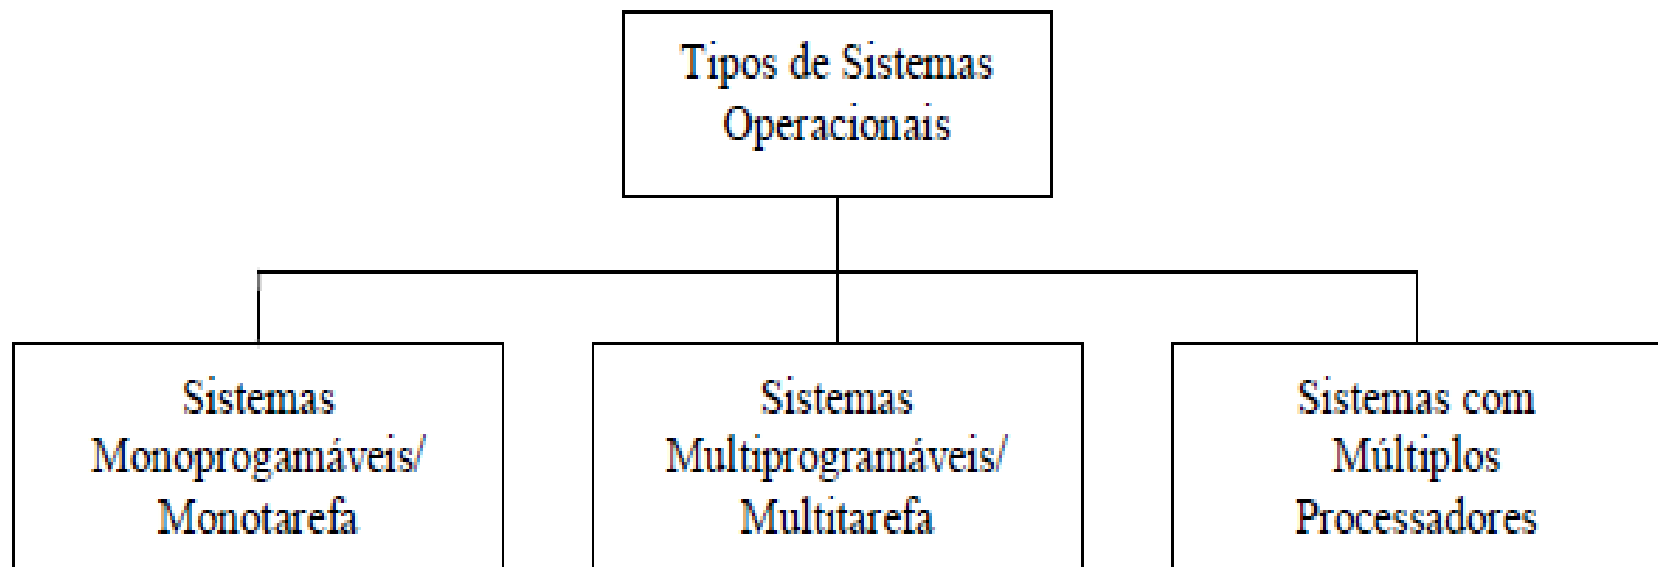 Tipos de Sistemas
Operacionais
Sistemas
Monoprogamáveis/
Monotarefa
Sistemas
Multiprogramáveis/
Multitarefa
Sistemas com
Múltiplos
Processadores